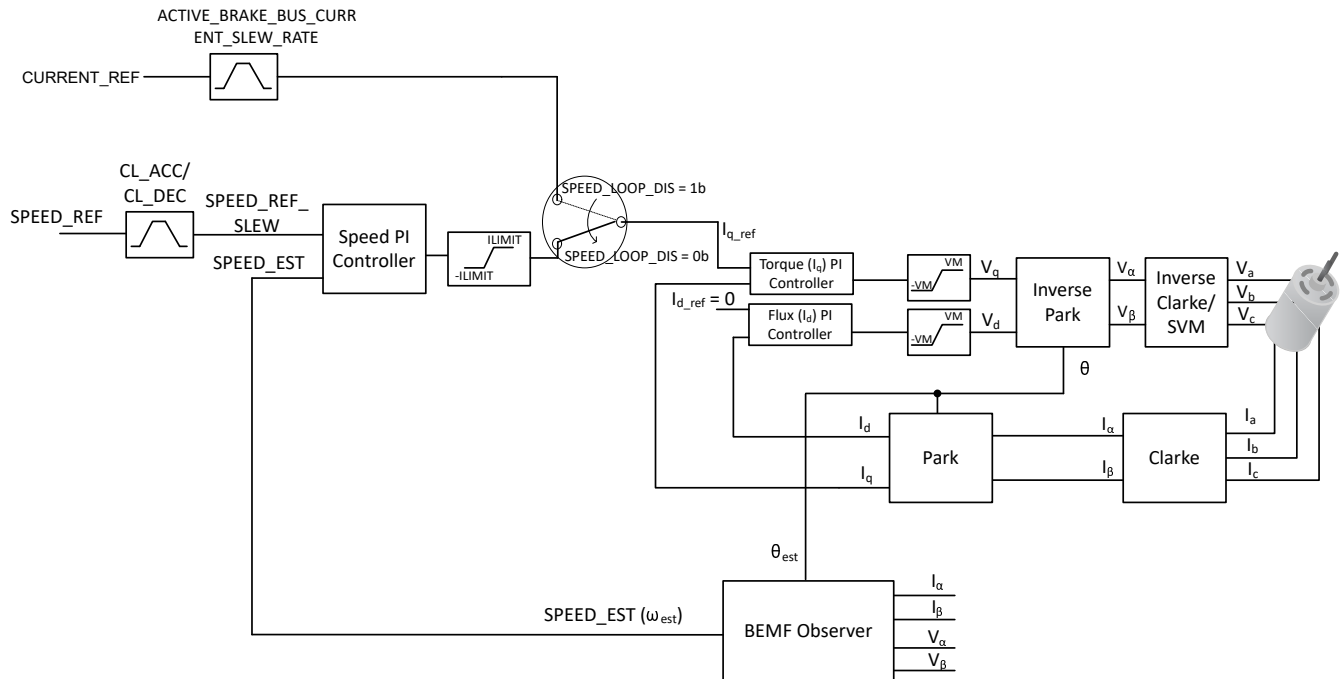 ACTIVE_BRAKE_BUS_CURR
ENT_SLEW_RATE
CURRENT_REF
CL_ACC/
CL_DEC
SPEED_REF
SPEED_REF_
SLEW
SPEED_EST
Speed PI
Controller
ILIMIT
-ILIMIT
SPEED_LOOP_DIS = 1b
SPEED_LOOP_DIS = 0b
I_q_ref
Torque (I_q) PI
Controller
I_d_ref = 0
Flux (I_d) PI
Controller
VM
-VM
VM
-VM
V_q
V_d
Inverse
Park
V_α
V_β
Inverse
Clarke/
SVM
V_a
V_b
V_c
θ
I_d
I_q
Park
I_α
I_β
Clarke
I_a
I_b
I_c
θ_est
SPEED_EST (ω_est)
BEMF Observer
I_α
I_β
V_α
V_β